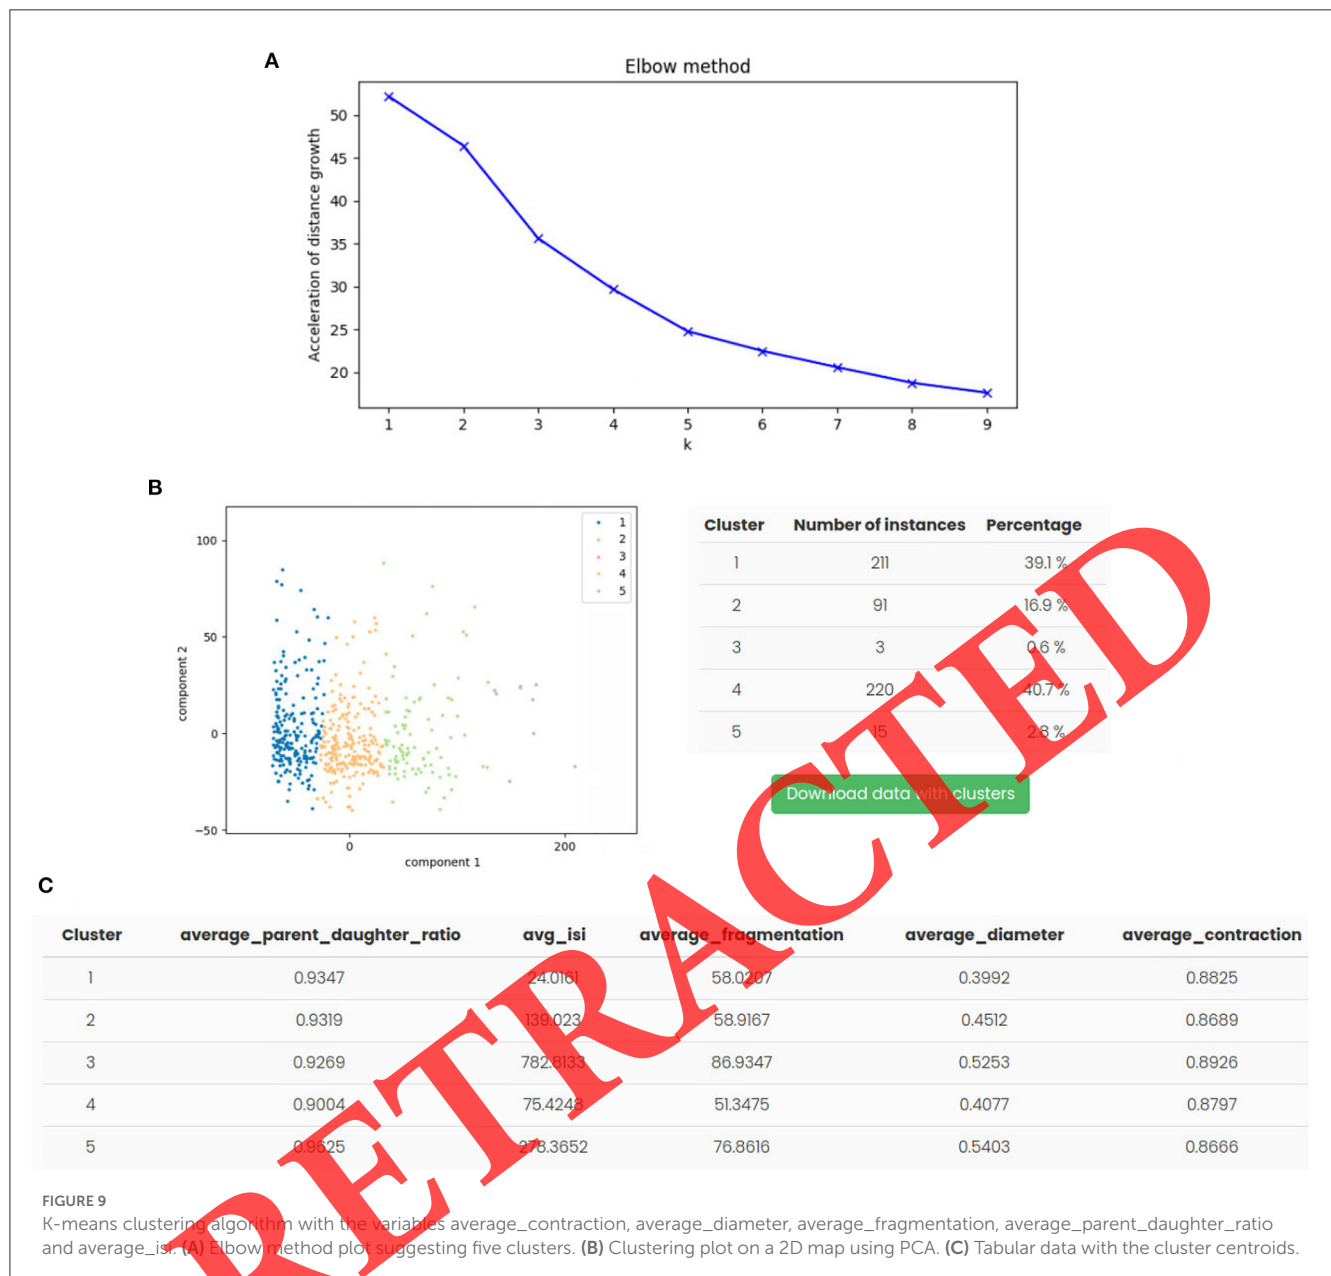 A
Elbow method
Acceleration of distance growth
50
45
40
35
30
25
20
1 2 3 4 5 6 7 8 9
k
B
component 2
100
50
0
−50
0 200
component 1
1
2
3
4
5
Cluster Number of instances Percentage
1 211 39.1 %
2 91 16.9 %
3 3 0.6 %
4 220 40.7 %
5 15 2.8 %
Download data with clusters
C
Cluster average_parent_daughter_ratio avg_isi average_fragmentation average_diameter average_contraction
1 0.9347 24.0161 58.0207 0.3992 0.8825
2 0.9319 139.023 58.9167 0.4512 0.8689
3 0.9269 782.8133 86.9347 0.5253 0.8926
4 0.9004 75.4248 51.3475 0.4077 0.8797
5 0.9625 278.3652 76.8616 0.5403 0.8666
FIGURE 9
K-means clustering algorithm with the variables average_contraction, average_diameter, average_fragmentation, average_parent_daughter_ratio
and average_isi. (A) Elbow method plot suggesting five clusters. (B) Clustering plot on a 2D map using PCA. (C) Tabular data with the cluster centroids.
RETRACTED